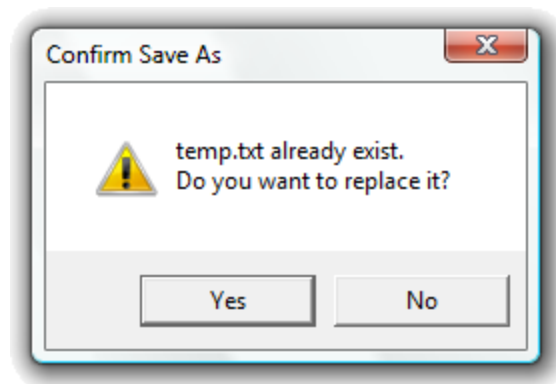 Confirm Save As
temp.txt already exist.
Do you want to replace it?
Yes
No